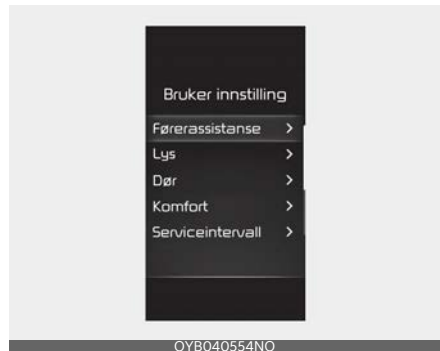 Bruker innstilling
Førerassistanse >
Lys >
Dør >
Komfort >
Serviceintervall >
OYB040554NO